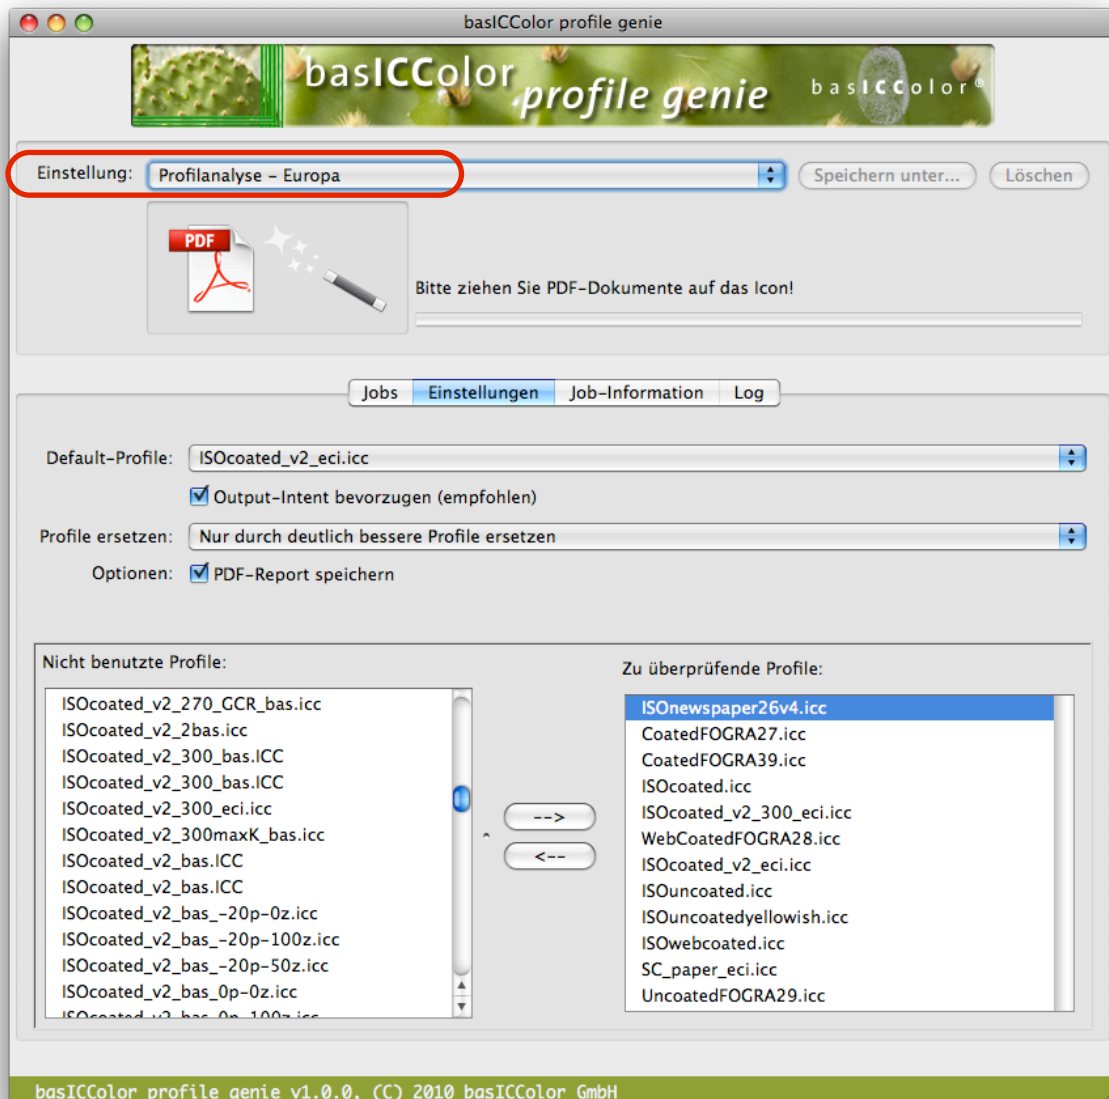 basICColor profile genie
basICColor profile genie basICColor®
Einstellung: Profilanalyse – Europa Speichern unter... Löschen
PDF
Bitte ziehen Sie PDF-Dokumente auf das Icon!
Jobs Einstellungen Job-Information Log
Default-Profile: ISOcoated_v2_eci.icc
Output-Intent bevorzugen (empfohlen)
Profile ersetzen: Nur durch deutlich bessere Profile ersetzen
Optionen: PDF-Report speichern
Nicht benutzte Profile:
ISOcoated_v2_270_GCR_bas.icc
ISOcoated_v2_2bas.icc
ISOcoated_v2_300_bas.ICC
ISOcoated_v2_300_bas.ICC
ISOcoated_v2_300_eci.icc
ISOcoated_v2_300maxK_bas.icc
ISOcoated_v2_bas.ICC
ISOcoated_v2_bas.ICC
ISOcoated_v2_bas_-20p-0z.icc
ISOcoated_v2_bas_-20p-100z.icc
ISOcoated_v2_bas_-20p-50z.icc
ISOcoated_v2_bas_0p-0z.icc
ISOcoated_v2_bas_0p-100z.icc
-->
<--
Zu überprüfende Profile:
ISOnewspaper26v4.icc
CoatedFOGRA27.icc
CoatedFOGRA39.icc
ISOcoated.icc
ISOcoated_v2_300_eci.icc
WebCoatedFOGRA28.icc
ISOcoated_v2_eci.icc
ISOuncoated.icc
ISOuncoatedyellowish.icc
ISOwebcoated.icc
SC_paper_eci.icc
UncoatedFOGRA29.icc
basICColor profile genie v1.0.0, (C) 2010 basICColor GmbH